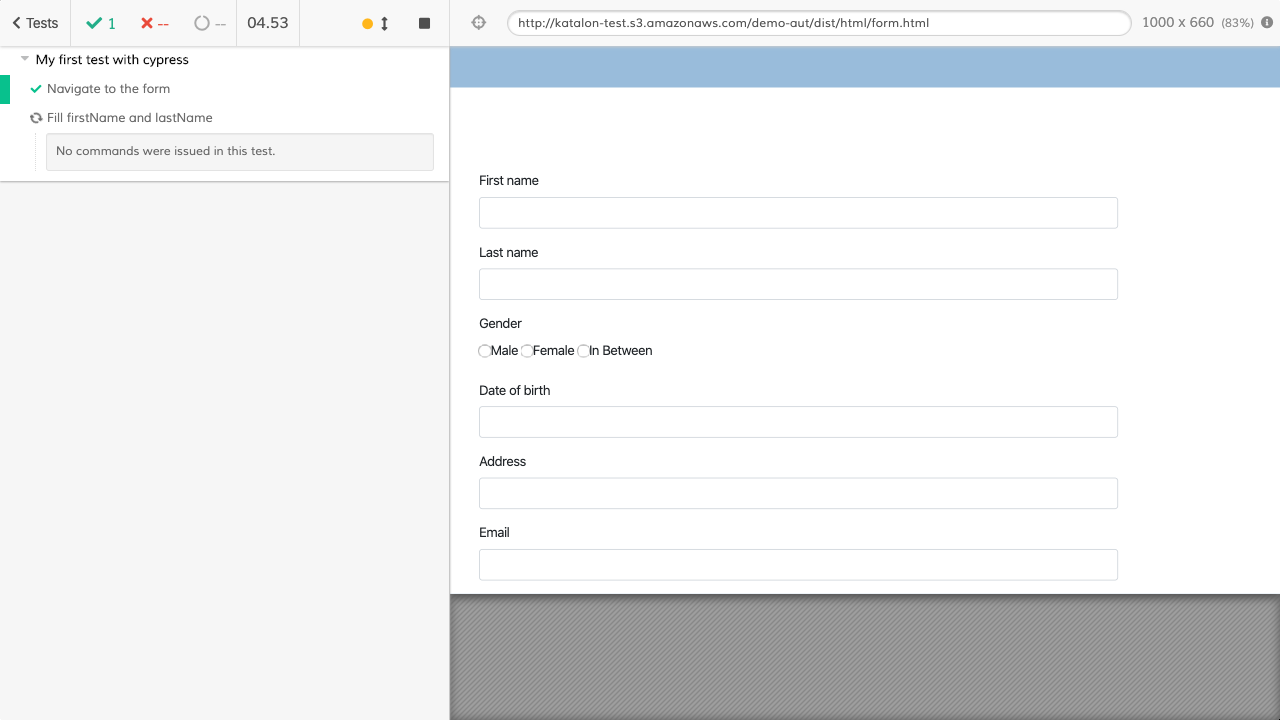 Tests 1 -- -- 04.53
http://katalon-test.s3.amazonaws.com/demo-aut/dist/html/form.html 1000 x 660 (83%)
My first test with cypress
Navigate to the form
Fill firstName and lastName
No commands were issued in this test.
First name
Last name
Gender
Male Female In Between
Date of birth
Address
Email